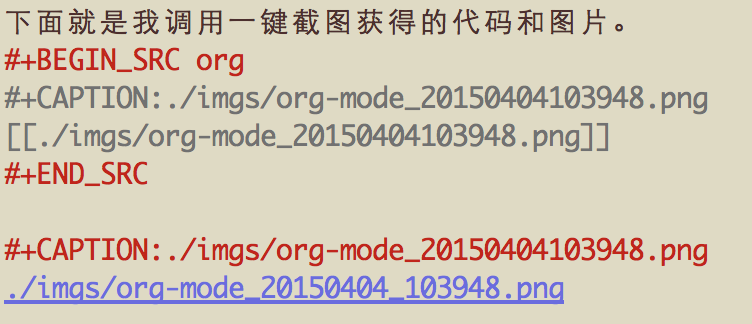 下面就是我调用一键截图获得的代码和图片。
#+BEGIN_SRC org
#+CAPTION:./imgs/org-mode_20150404103948.png
[[./imgs/org-mode_20150404103948.png]]
#+END_SRC
#+CAPTION:./imgs/org-mode_20150404103948.png
./imgs/org-mode_20150404_103948.png